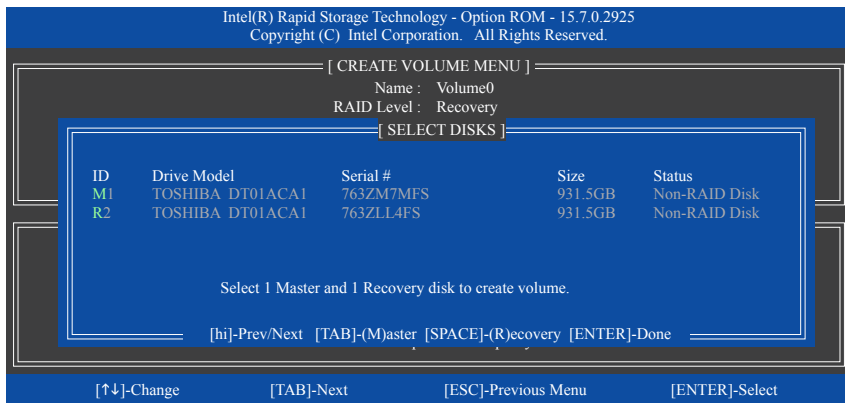 Intel(R) Rapid Storage Technology - Option ROM - 15.7.0.2925
Copyright (C) Intel Corporation. All Rights Reserved.
[ CREATE VOLUME MENU ]
Name : Volume0
RAID Level : Recovery
[ SELECT DISKS ]
ID Drive Model Serial # Size Status
M1 TOSHIBA DT01ACA1 763ZM7MFS 931.5GB Non-RAID Disk
R2 TOSHIBA DT01ACA1 763ZLL4FS 931.5GB Non-RAID Disk
Select 1 Master and 1 Recovery disk to create volume.
[hi]-Prev/Next [TAB]-(M)aster [SPACE]-(R)ecovery [ENTER]-Done
[↑↓]-Change [TAB]-Next [ESC]-Previous Menu [ENTER]-Select